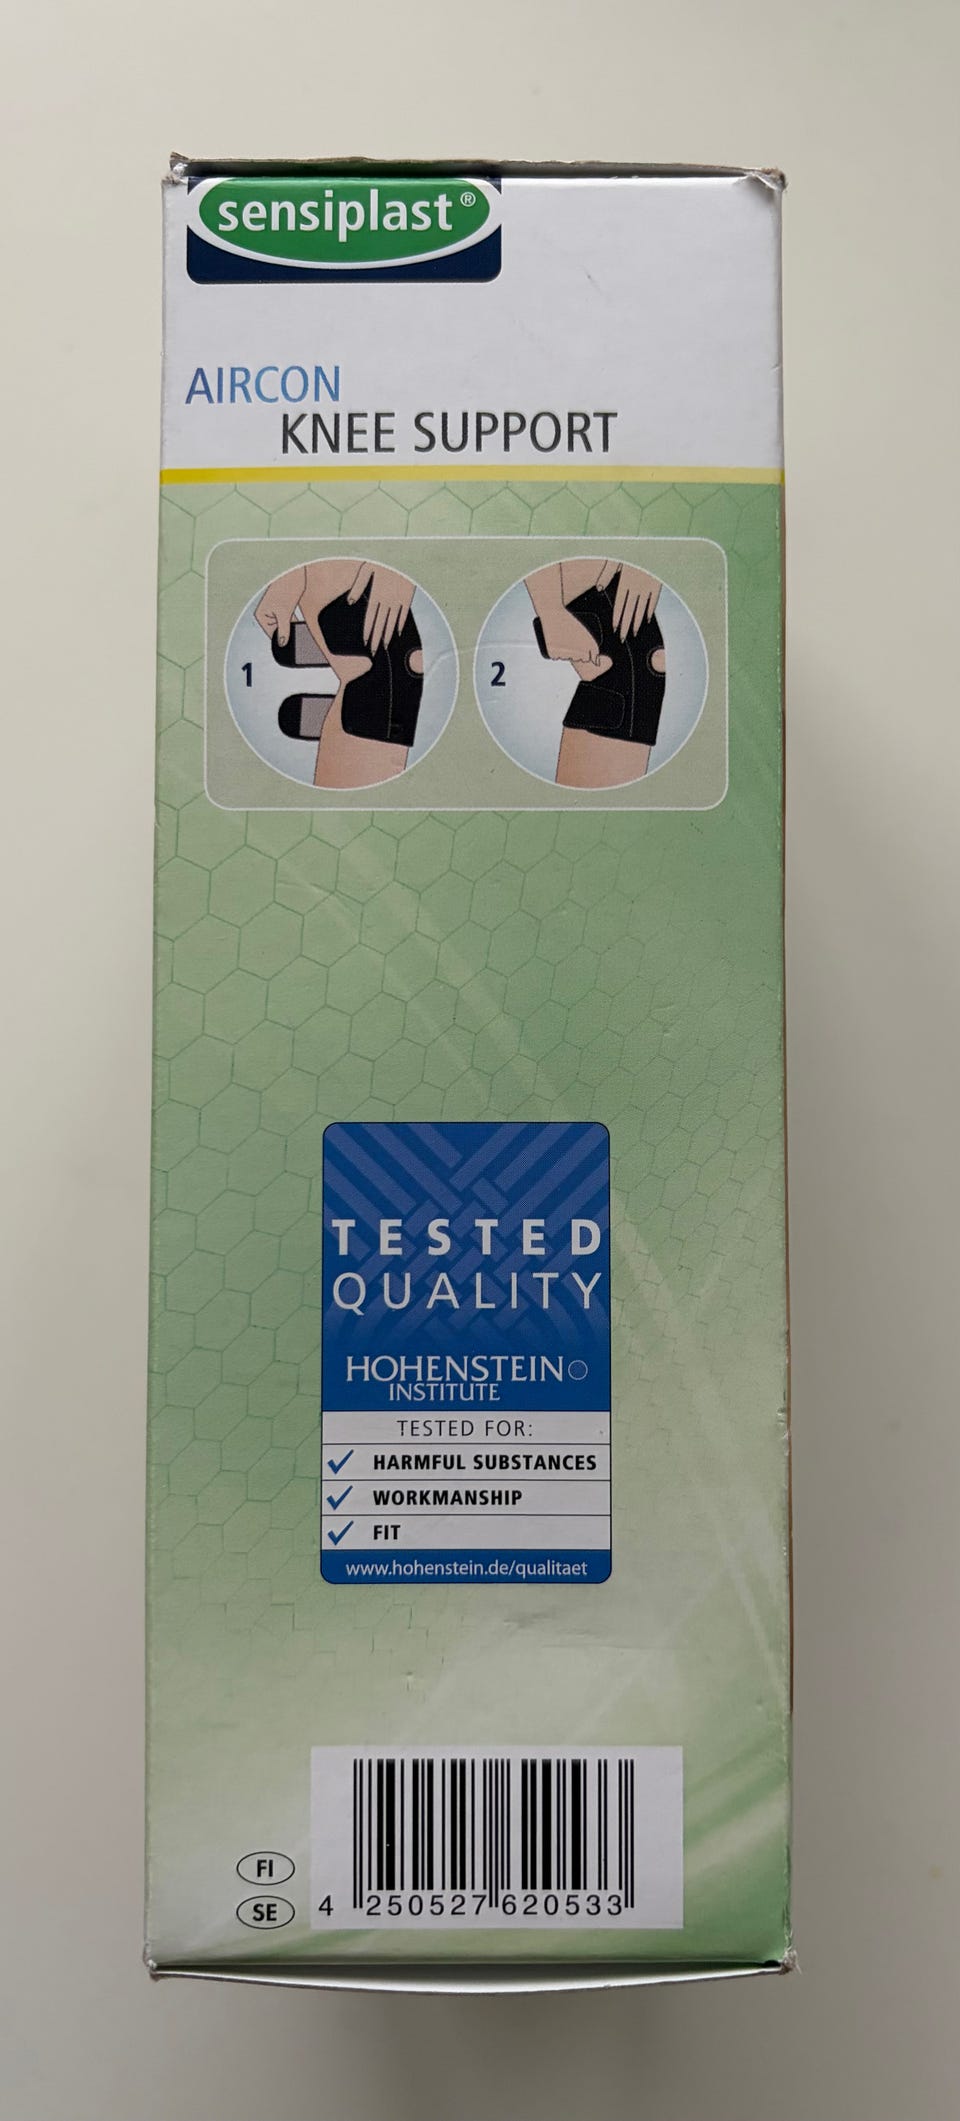 sensiplast®
AIRCON
KNEE SUPPORT
1
2
TESTED
QUALITY
HOHENSTEIN
INSTITUTE
TESTED FOR:
HARMFUL SUBSTANCES
WORKMANSHIP
FIT
www.hohenstein.de/qualitaet
FI
SE
4 250527 620533